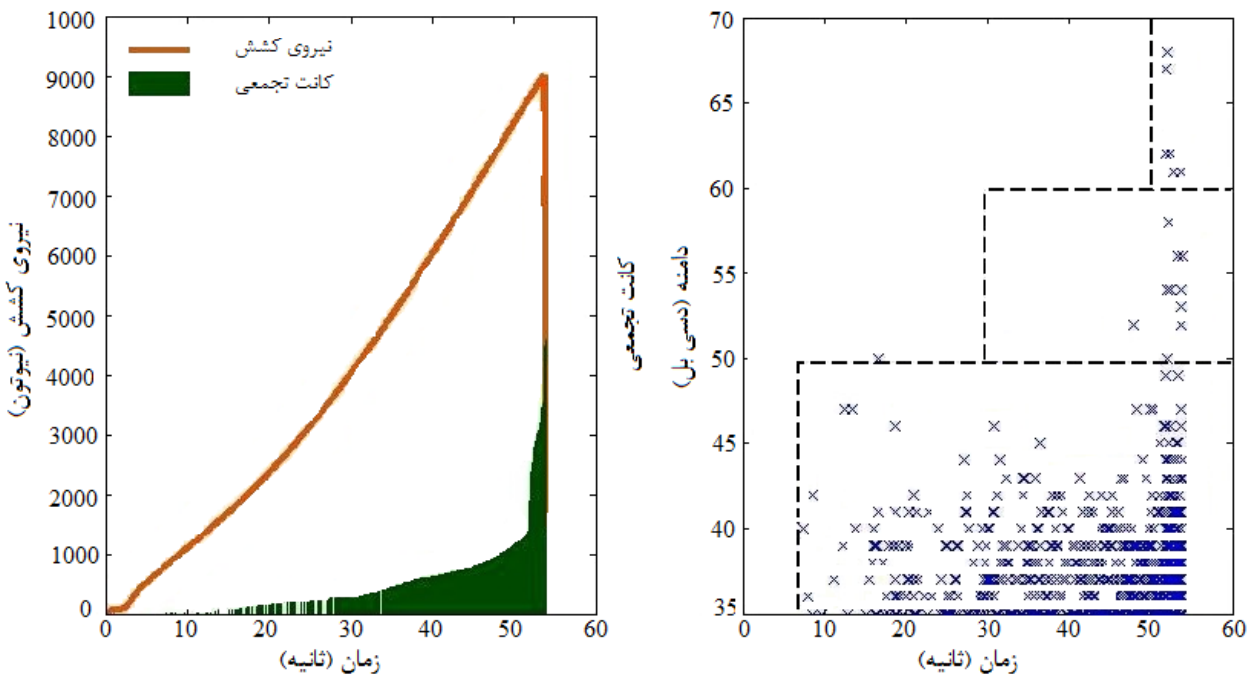 1000
9000
8000
7000
6000
5000
4000
3000
2000
1000
0
نیروی کشش
کانت تجمعی
نیروی کشش (نیوتون)
0 10 20 30 40 50 60
زمان (ثانیه)
کانت تجمعی
دامنه (دسی بل)
70
65
60
55
50
45
40
35
0 10 20 30 40 50 60
زمان (ثانیه)